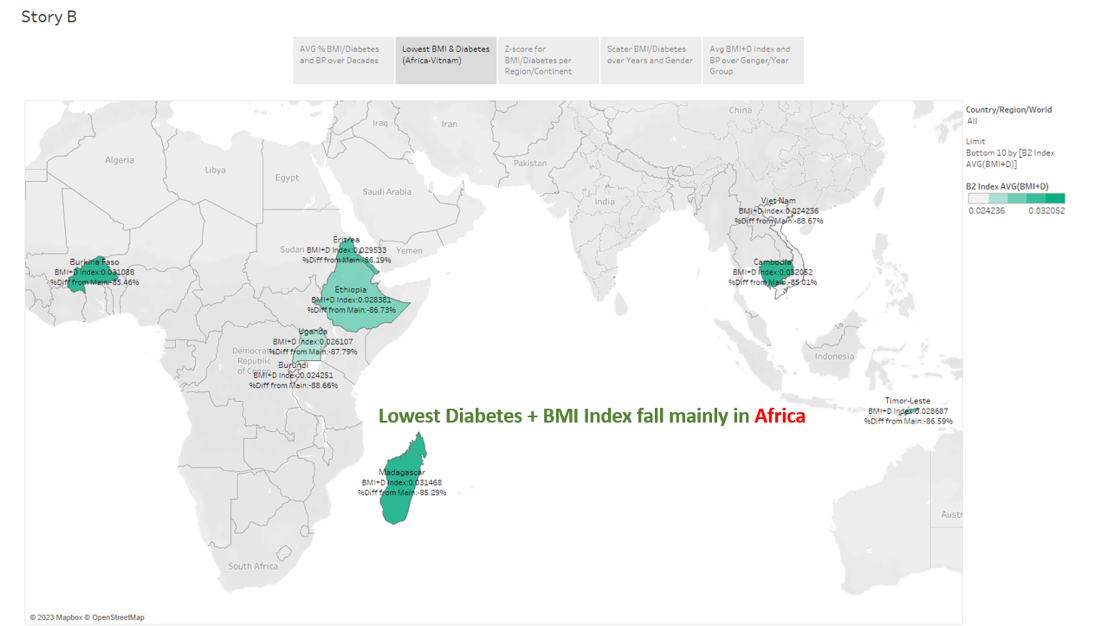 Story B
AVG % BMI/Diabetes
and BP over Decades
Lowest BMI & Diabetes
(Africa-Vitnam)
Z-score for
BMI/Diabetes per
Region/Continent
Scater BMI/Diabetes
over Years and Gender
Avg BMI+D Index and
BP over Genger/Year
Group
Country/Region/World
All
Limit
Bottom 10 by [B2 Index
AVG(BMI+D)]
B2 Index AVG(BMI+D)
0.024236 0.032052
China
Iraq
Iran
Algeria
Libya
Egypt
Pakistan
Saudi Arabia
India
Viet Nam
BMI+D Index:0.024236
%Diff from Main:-88.67%
Sudan
Eritrea
BMI+D Index:0.029533
%Diff from Main:-86.19%
Yemen
Burkina Faso
BMI+D Index:0.031088
%Diff from Main:-85.46%
Cambodia
BMI+D Index:0.032052
%Diff from Main:-85.01%
Ethiopia
BMI+D Index:0.028381
%Diff from Main:-86.73%
Uganda
BMI+D Index:0.026107
%Diff from Main:-87.79%
Democratic
Republic
of Congo
Burundi
BMI+D Index:0.024251
%Diff from Main:-88.66%
Indonesia
Timor-Leste
BMI+D Index:0.028687
%Diff from Main:-86.59%
Lowest Diabetes + BMI Index fall mainly in Africa
Madagascar
BMI+D Index:0.031468
%Diff from Main:-85.29%
Austr
South Africa
© 2023 Mapbox © OpenStreetMap